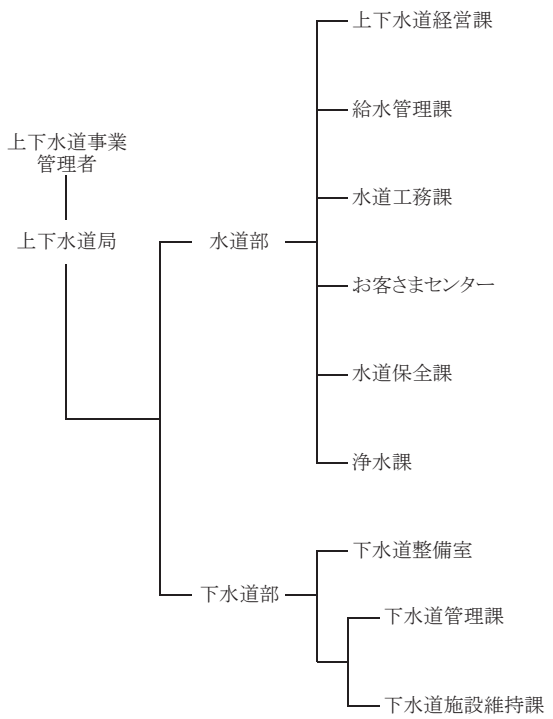 上下水道事業
管理者
上下水道局
水道部
上下水道経営課
給水管理課
水道工務課
お客さまセンター
水道保全課
浄水課
下水道部
下水道整備室
下水道管理課
下水道施設維持課